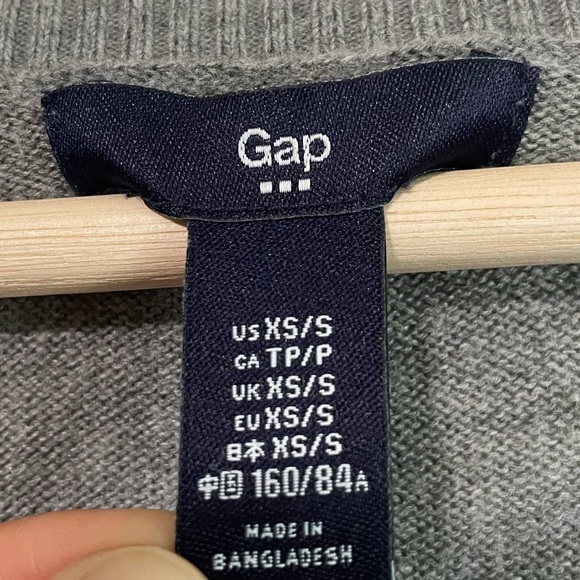 Gap
US XS/S
CA TP/P
UK XS/S
EU XS/S
日本 XS/S
中国 160/84A
MADE IN
BANGLADESH